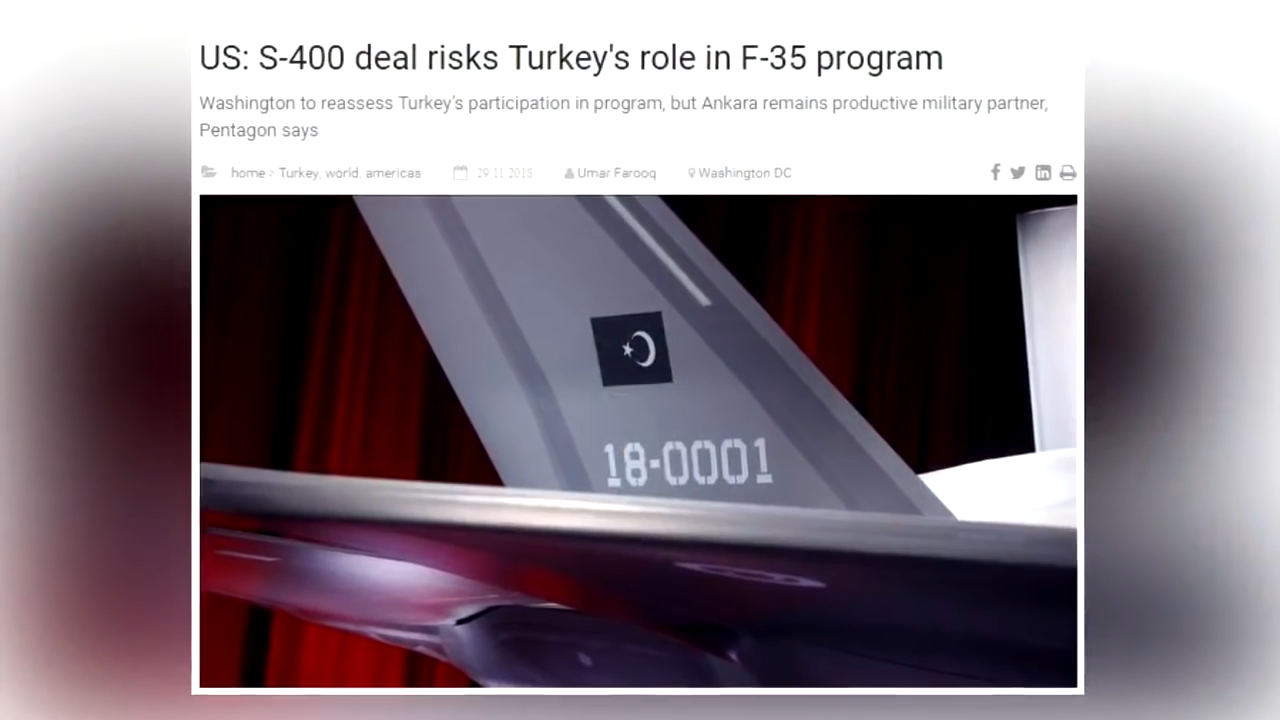 US: S-400 deal risks Turkey's role in F-35 program
Washington to reassess Turkey's participation in program, but Ankara remains productive military partner,
Pentagon says
home > Turkey, world, americas 29.11.2018 Umar Farooq Washington DC
18-0001